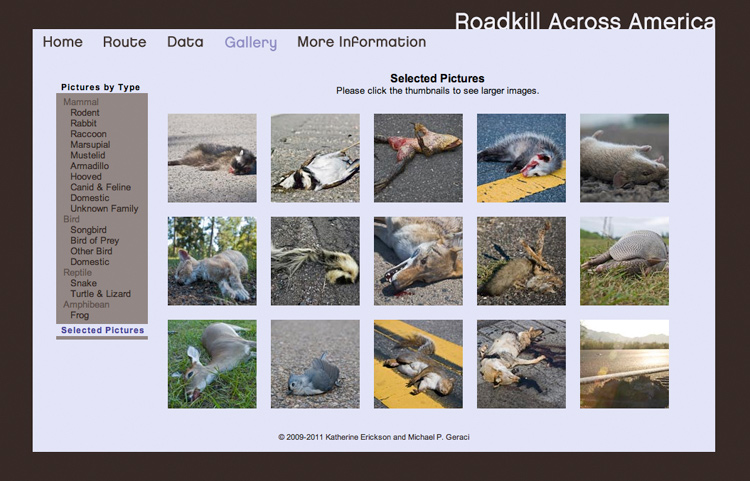 Roadkill Across America
Home Route Data Gallery More Information
Pictures by Type
Mammal
Rodent
Rabbit
Raccoon
Marsupial
Mustelid
Armadillo
Hooved
Canid & Feline
Domestic
Unknown Family
Bird
Songbird
Bird of Prey
Other Bird
Domestic
Reptile
Snake
Turtle & Lizard
Amphibean
Frog
Selected Pictures
Selected Pictures
Please click the thumbnails to see larger images.
© 2009-2011 Katherine Erickson and Michael P. Geraci